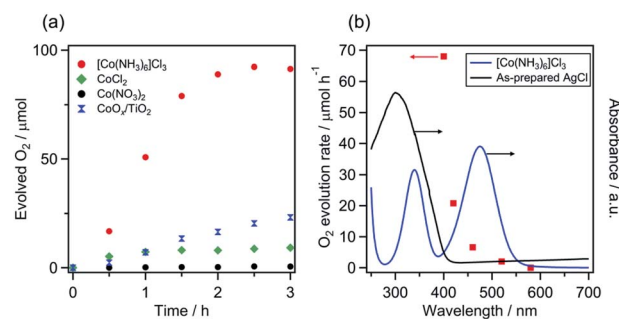 (a)
100
50
0
Evolved O2 / μmol
[Co(NH3)6]Cl3
CoCl2
Co(NO3)2
CoOx/TiO2
0 1 2 3
Time / h
(b)
70
60
50
40
30
20
10
0
O2 evolution rate / μmol h-1
[Co(NH3)6]Cl3
As-prepared AgCl
Absorbance / a.u.
300 400 500 600 700
Wavelength / nm